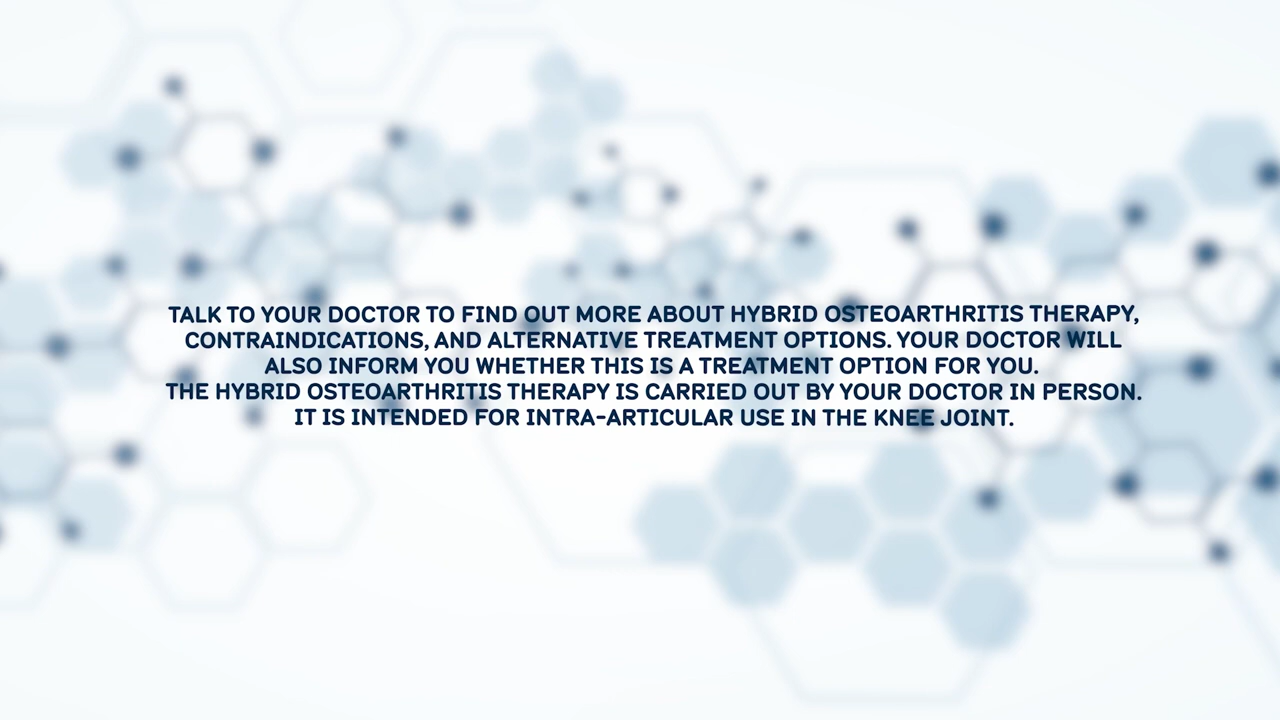 TALK TO YOUR DOCTOR TO FIND OUT MORE ABOUT HYBRID OSTEOARTHRITIS THERAPY,
CONTRAINDICATIONS, AND ALTERNATIVE TREATMENT OPTIONS. YOUR DOCTOR WILL
ALSO INFORM YOU WHETHER THIS IS A TREATMENT OPTION FOR YOU.
THE HYBRID OSTEOARTHRITIS THERAPY IS CARRIED OUT BY YOUR DOCTOR IN PERSON.
IT IS INTENDED FOR INTRA-ARTICULAR USE IN THE KNEE JOINT.